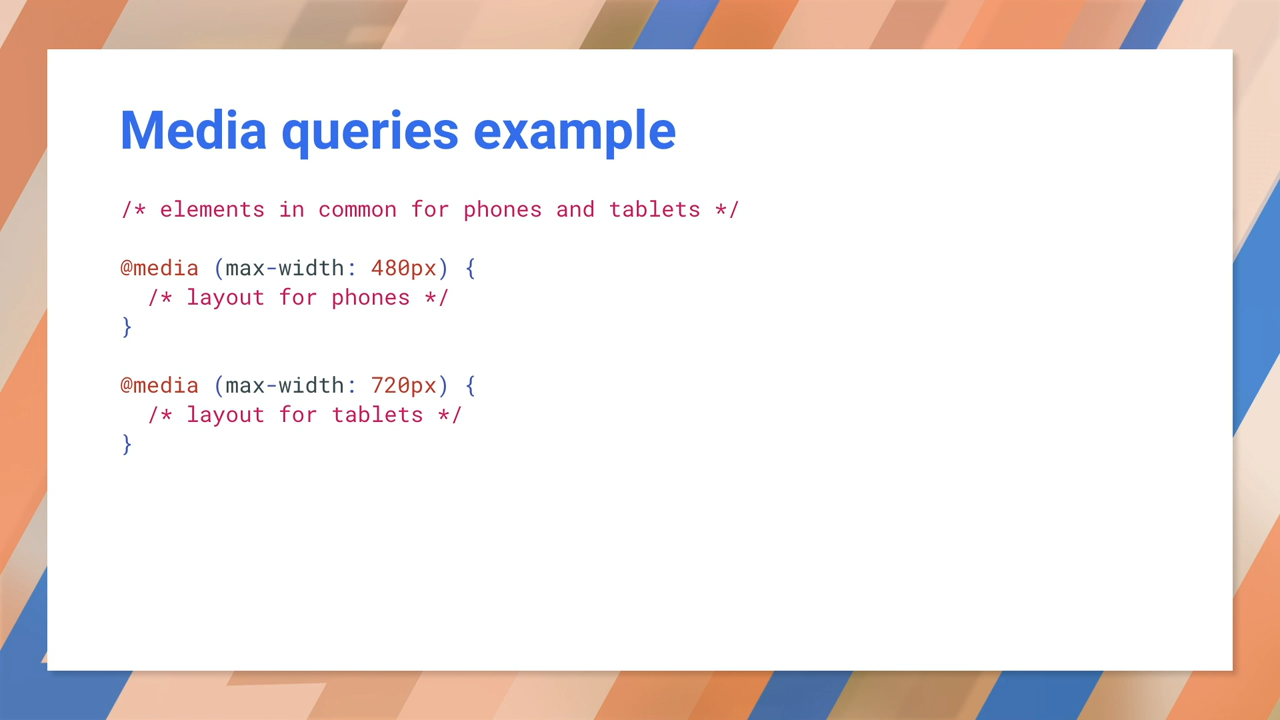 Media queries example
/* elements in common for phones and tablets */
@media (max-width: 480px) {
  /* layout for phones */
}
@media (max-width: 720px) {
  /* layout for tablets */
}